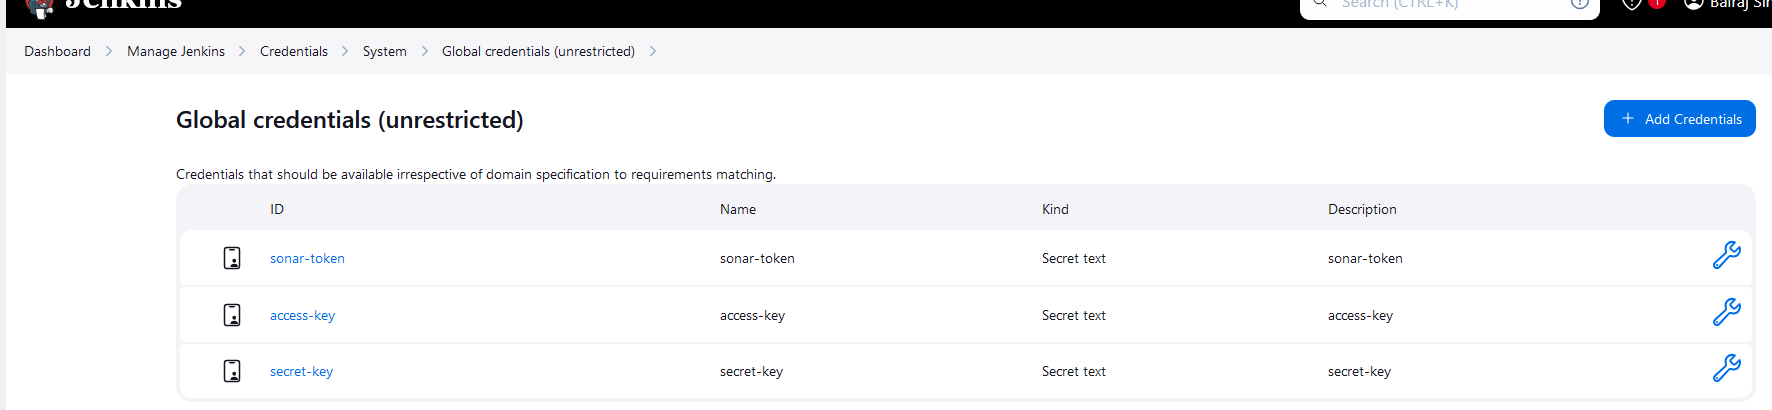 Jenkins
Search (CTRL+K)
1
Balraj
Dashboard Manage Jenkins Credentials System Global credentials (unrestricted)
Global credentials (unrestricted)
Add Credentials
Credentials that should be available irrespective of domain specification to requirements matching.
ID Name Kind Description
sonar-token sonar-token Secret text sonar-token
access-key access-key Secret text access-key
secret-key secret-key Secret text secret-key